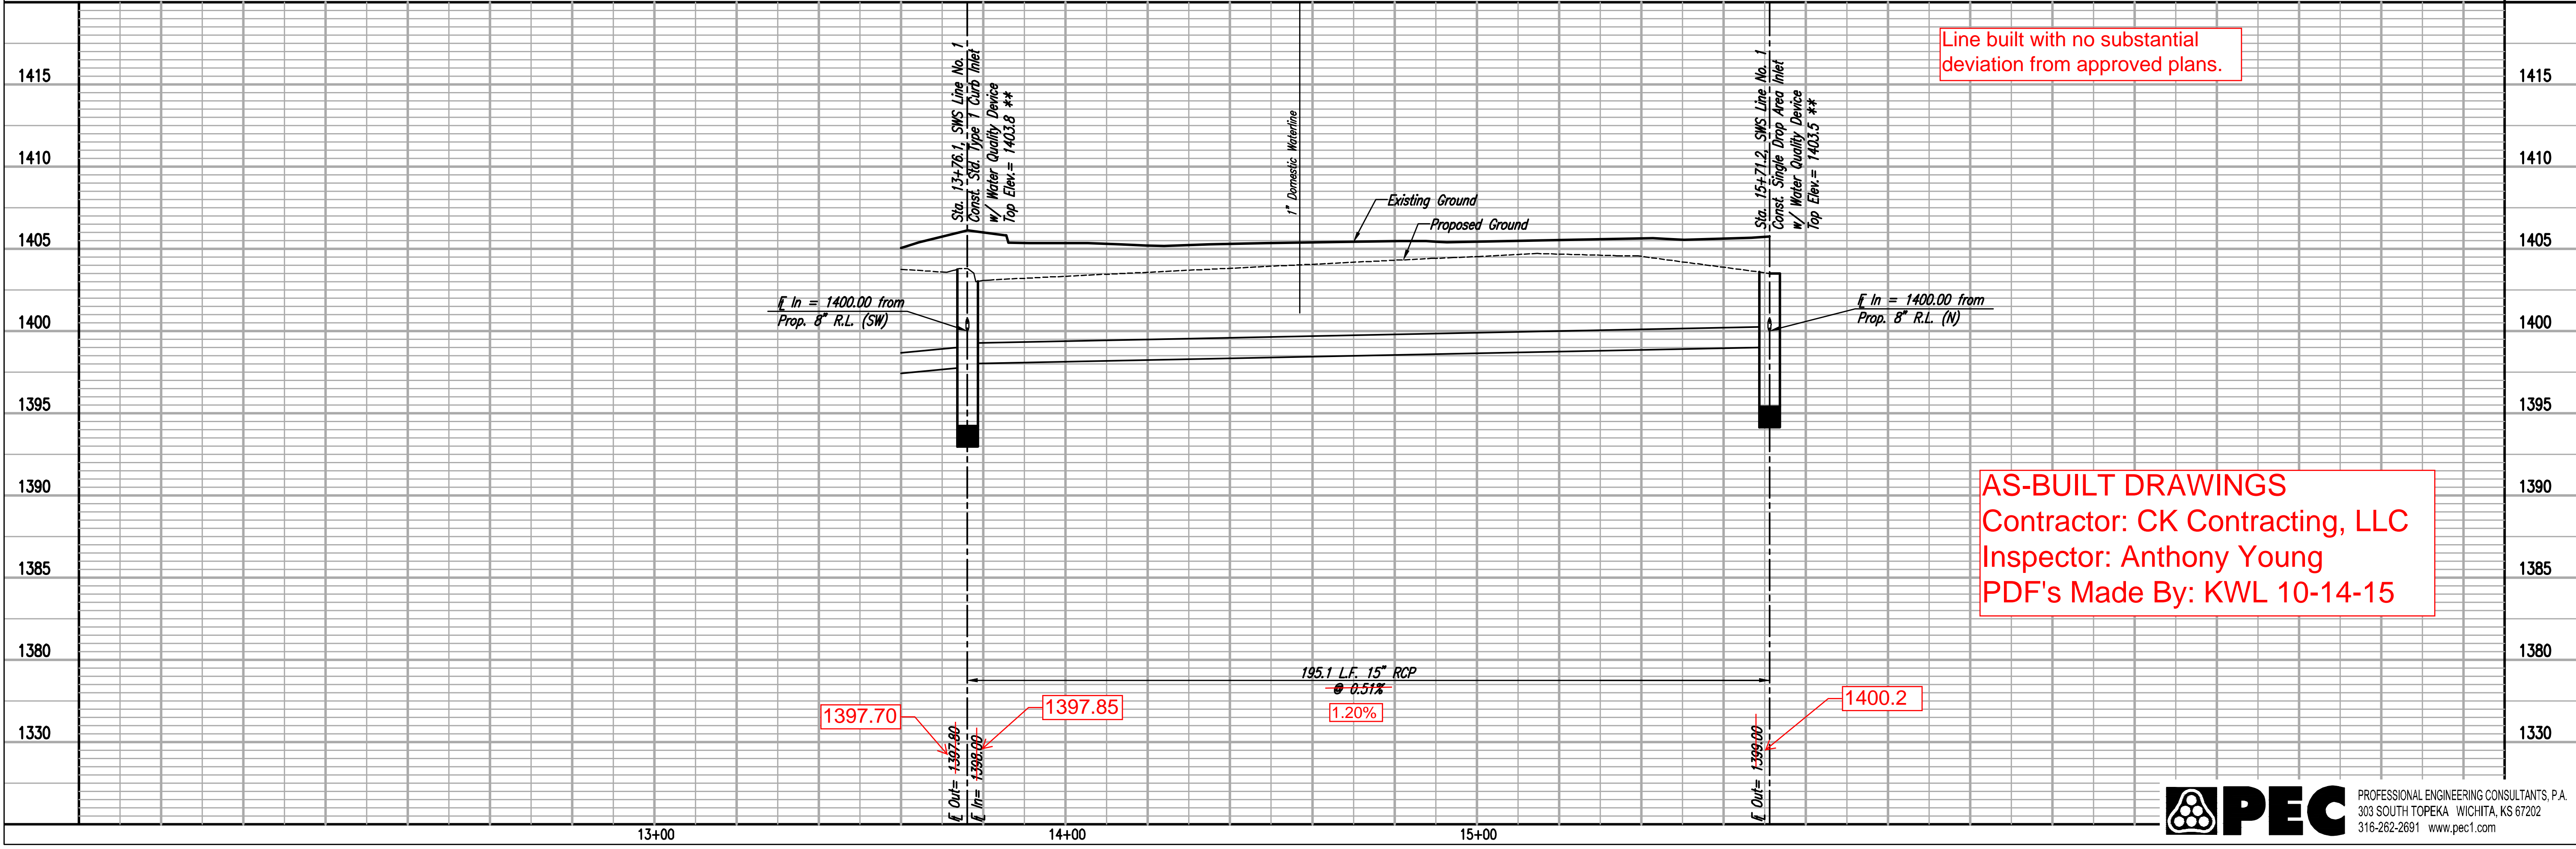 Line built with no substantial
deviation from approved plans.
1415
1410
1405
1400
1395
1390
1385
1380
1330
Sta. 13+76.1, SWS Line No. 1
Const. Std. Type 1 Curb Inlet
w/ Water Quality Device
Top Elev.= 1403.8 **
1" Domestic Waterline
Sta. 15+71.2, SWS Line No. 1
Const. Single Drop Area Inlet
w/ Water Quality Device
Top Elev.= 1403.5 **
1415
1410
1405
1400
1395
1390
1385
1380
1330
Existing Ground
Proposed Ground
FL In = 1400.00 from
Prop. 8" R.L. (SW)
FL In = 1400.00 from
Prop. 8" R.L. (N)
AS-BUILT DRAWINGS
Contractor: CK Contracting, LLC
Inspector: Anthony Young
PDF's Made By: KWL 10-14-15
195.1 L.F. 15" RCP
@ 0.51%
1.20%
1397.70
1397.85
1400.2
FL Out= 1397.80
FL In= 1398.00
FL Out= 1399.00
13+00
14+00
15+00
PEC
PROFESSIONAL ENGINEERING CONSULTANTS, P.A.
303 SOUTH TOPEKA WICHITA, KS 67202
316-262-2691 www.pec1.com